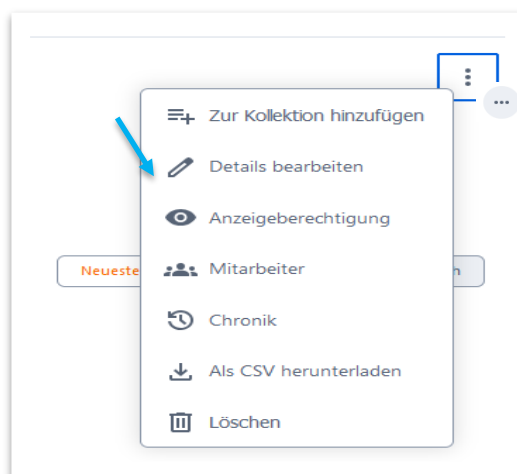 Zur Kollektion hinzufügen
Details bearbeiten
Anzeigeberechtigung
Neueste
Mitarbeiter
h
Chronik
Als CSV herunterladen
Löschen